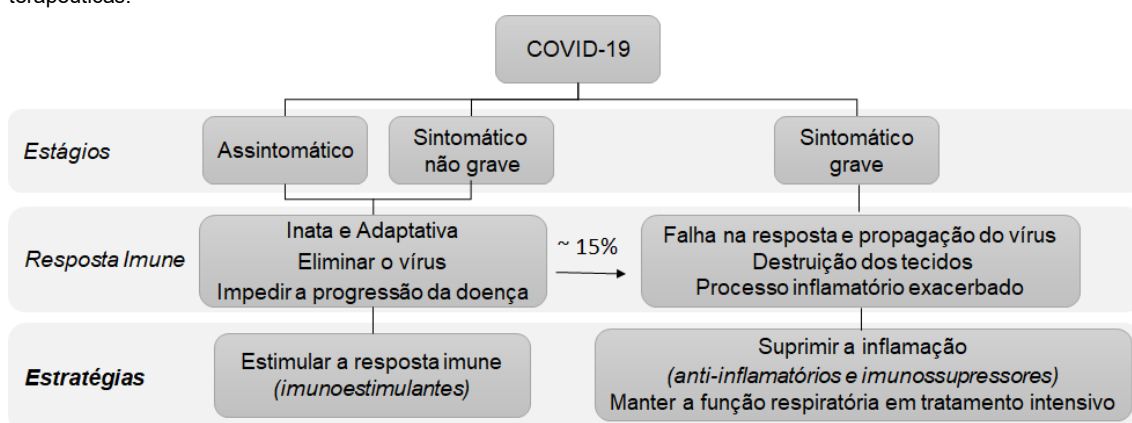 terapêuticas.
COVID-19
Estágios
Assintomático
Sintomático
não grave
Sintomático
grave
Resposta Imune
Inata e Adaptativa
Eliminar o vírus
Impedir a progressão da doença
~ 15%
Falha na resposta e propagação do vírus
Destruição dos tecidos
Processo inflamatório exacerbado
Estratégias
Estimular a resposta imune
(imunoestimulantes)
Suprimir a inflamação
(anti-inflamatórios e imunossupressores)
Manter a função respiratória em tratamento intensivo